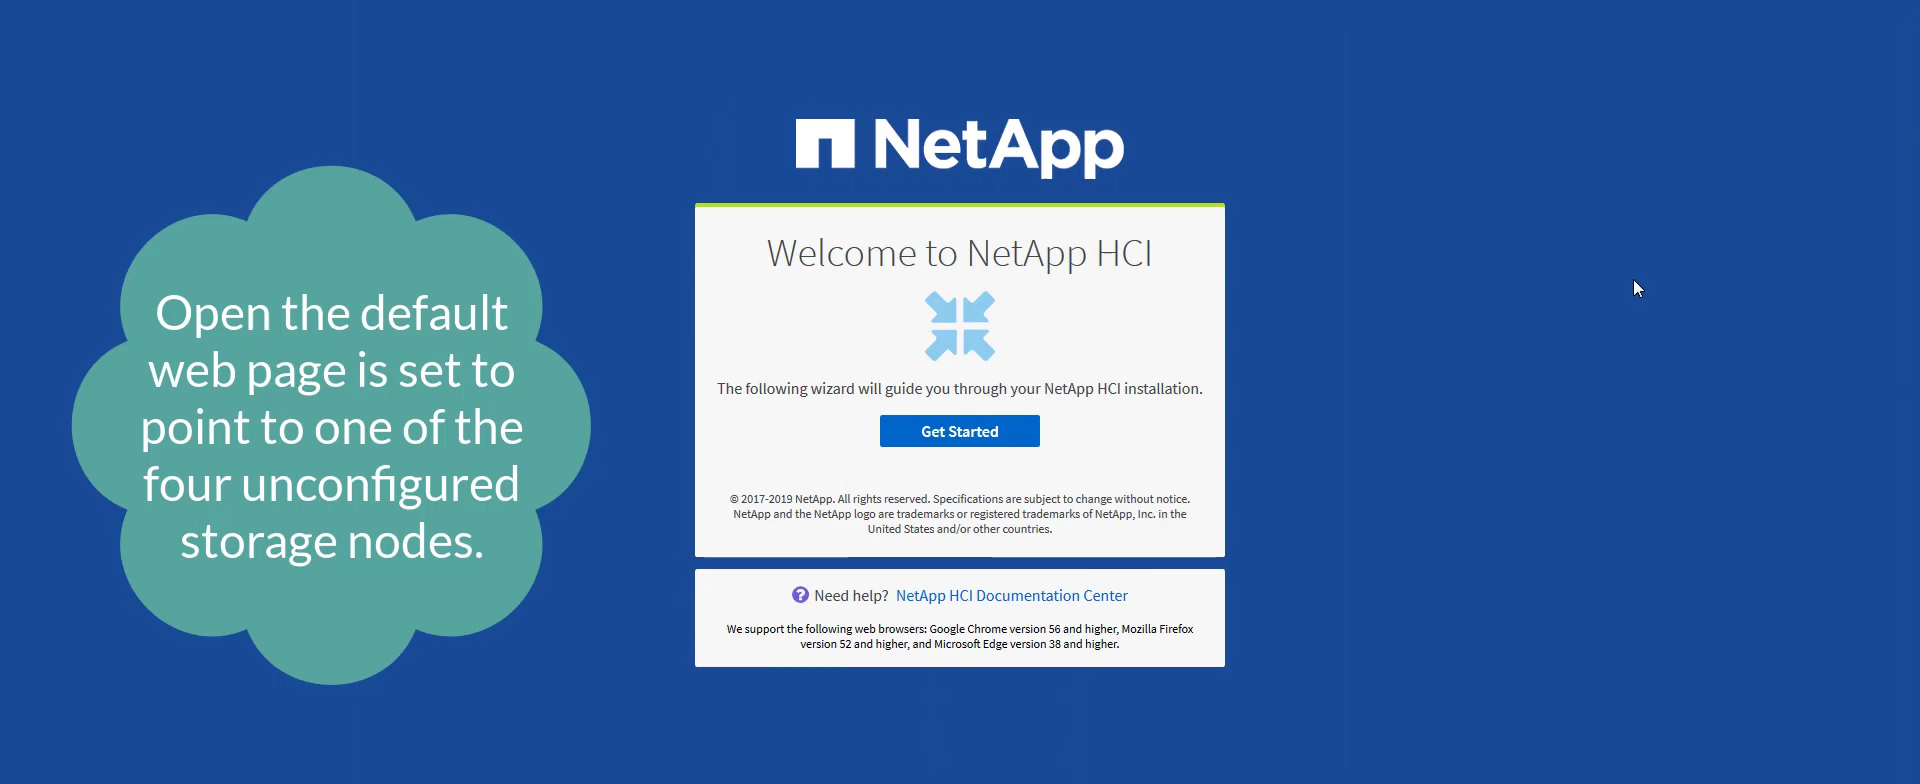 Open the default
web page is set to
point to one of the
four unconfigured
storage nodes.
NetApp
Welcome to NetApp HCI
The following wizard will guide you through your NetApp HCI installation.
Get Started
© 2017-2019 NetApp. All rights reserved. Specifications are subject to change without notice.
NetApp and the NetApp logo are trademarks or registered trademarks of NetApp, Inc. in the
United States and/or other countries.
? Need help? NetApp HCI Documentation Center
We support the following web browsers: Google Chrome version 56 and higher, Mozilla Firefox
version 52 and higher, and Microsoft Edge version 38 and higher.